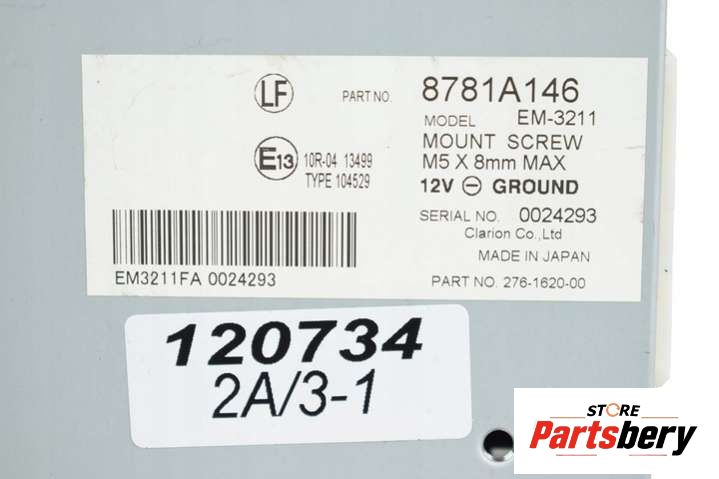 LF
PART NO. 8781A146
MODEL EM-3211
MOUNT SCREW
M5 X 8mm MAX
12V ⊖ GROUND
SERIAL NO. 0024293
Clarion Co.,Ltd
MADE IN JAPAN
PART NO. 276-1620-00
E13 10R-04 13499
TYPE 104529
EM3211FA 0024293
120734
2A/3-1
STORE
Partsbery